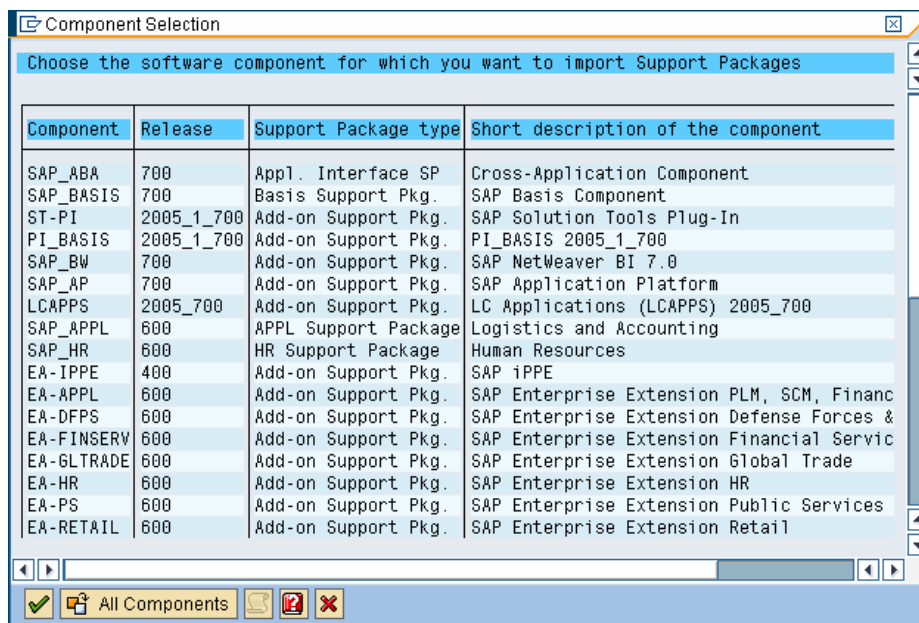 Component Selection
Choose the software component for which you want to import Support Packages
Component Release Support Package type Short description of the component
SAP_ABA 700 Appl. Interface SP Cross-Application Component
SAP_BASIS 700 Basis Support Pkg. SAP Basis Component
ST-PI 2005_1_700 Add-on Support Pkg. SAP Solution Tools Plug-In
PI_BASIS 2005_1_700 Add-on Support Pkg. PI_BASIS 2005_1_700
SAP_BW 700 Add-on Support Pkg. SAP NetWeaver BI 7.0
SAP_AP 700 Add-on Support Pkg. SAP Application Platform
LCAPPS 2005_700 Add-on Support Pkg. LC Applications (LCAPPS) 2005_700
SAP_APPL 600 APPL Support Package Logistics and Accounting
SAP_HR 600 HR Support Package Human Resources
EA-IPPE 400 Add-on Support Pkg. SAP iPPE
EA-APPL 600 Add-on Support Pkg. SAP Enterprise Extension PLM, SCM, Financ
EA-DFPS 600 Add-on Support Pkg. SAP Enterprise Extension Defense Forces &
EA-FINSERV 600 Add-on Support Pkg. SAP Enterprise Extension Financial Servic
EA-GLTRADE 600 Add-on Support Pkg. SAP Enterprise Extension Global Trade
EA-HR 600 Add-on Support Pkg. SAP Enterprise Extension HR
EA-PS 600 Add-on Support Pkg. SAP Enterprise Extension Public Services
EA-RETAIL 600 Add-on Support Pkg. SAP Enterprise Extension Retail
All Components